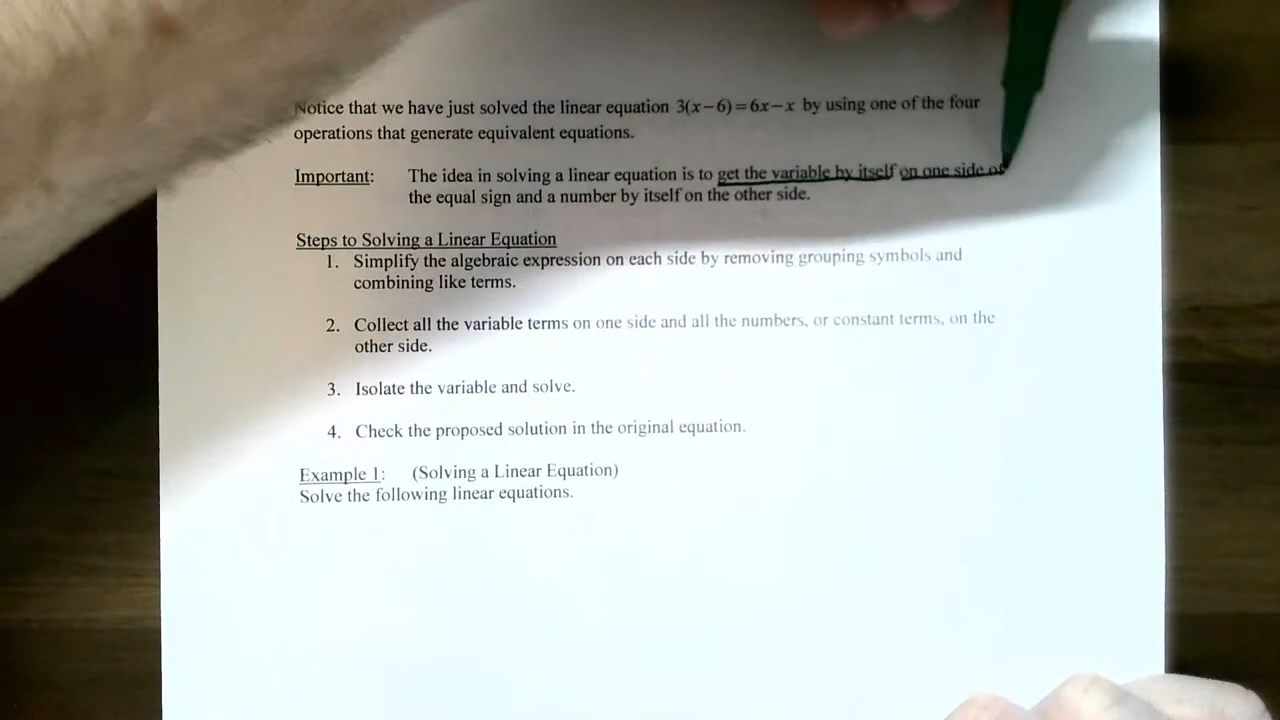 Notice that we have just solved the linear equation 3(x−6)=6x−x by using one of the four
operations that generate equivalent equations.
Important: The idea in solving a linear equation is to get the variable by itself on one side of
the equal sign and a number by itself on the other side.
Steps to Solving a Linear Equation
1. Simplify the algebraic expression on each side by removing grouping symbols and
combining like terms.
2. Collect all the variable terms on one side and all the numbers, or constant terms, on the
other side.
3. Isolate the variable and solve.
4. Check the proposed solution in the original equation.
Example 1: (Solving a Linear Equation)
Solve the following linear equations.